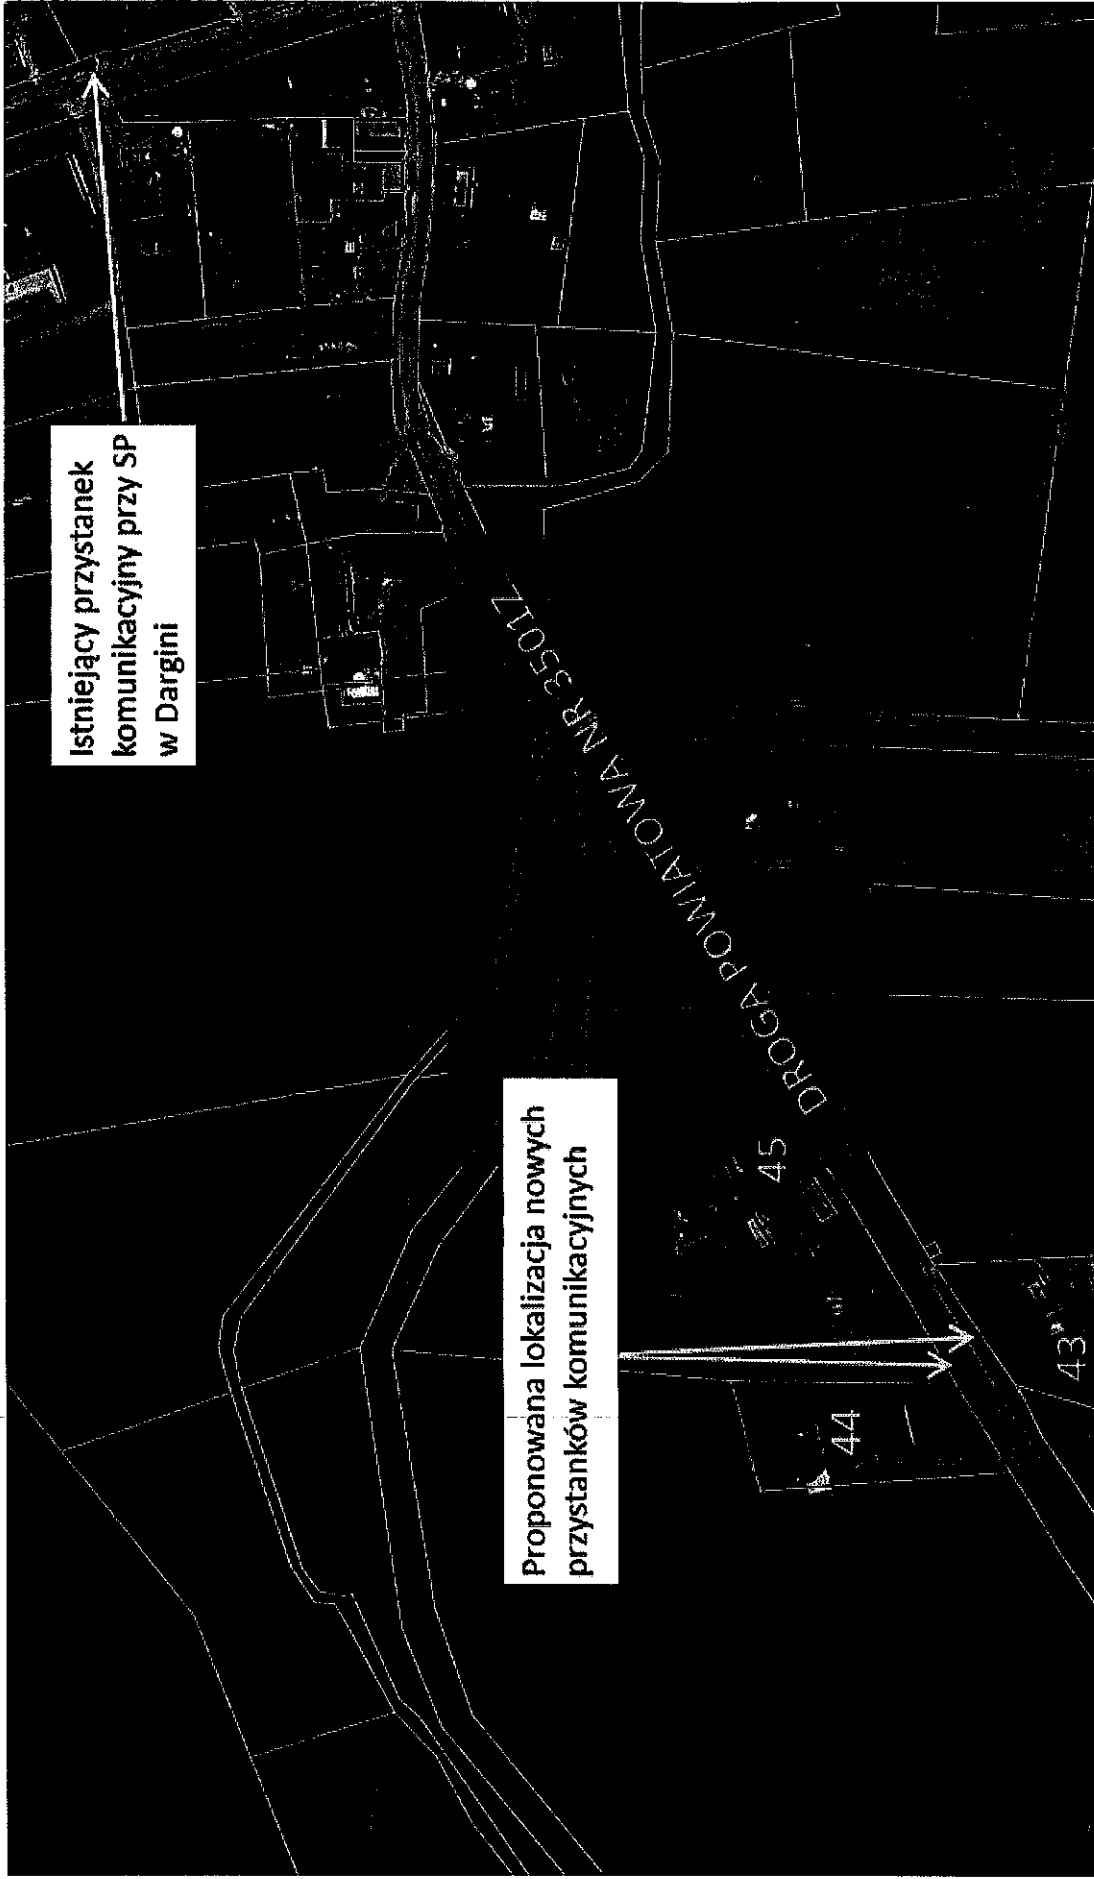 Istniejący przystanek
komunikacyjny przy SP
w Dargini
DROGA POWIATOWA NR 3501Z
Proponowana lokalizacja nowych
przystanków komunikacyjnych
45
44
43